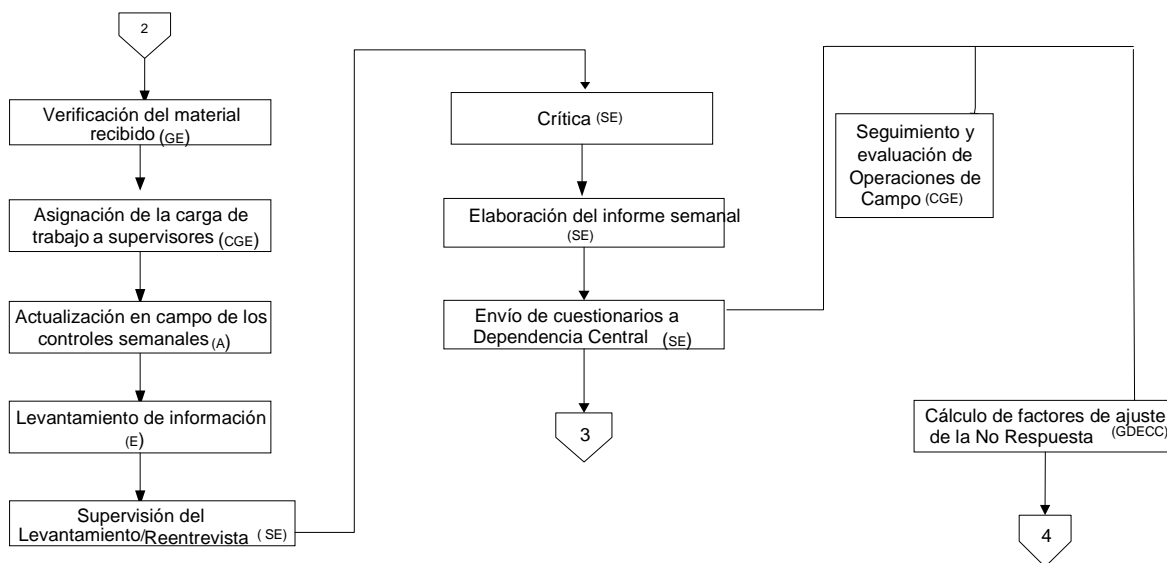 2
Verificación del material
recibido (GE)
Asignación de la carga de
trabajo a supervisores (CGE)
Actualización en campo de los
controles semanales (A)
Levantamiento de información
(E)
Supervisión del
Levantamiento/Reentrevista ( SE)
Crítica (SE)
Elaboración del informe semanal
(SE)
Envío de cuestionarios a
Dependencia Central (SE)
3
Seguimiento y
evaluación de
Operaciones de
Campo (CGE)
Cálculo de factores de ajuste
de la No Respuesta (GDECC)
4